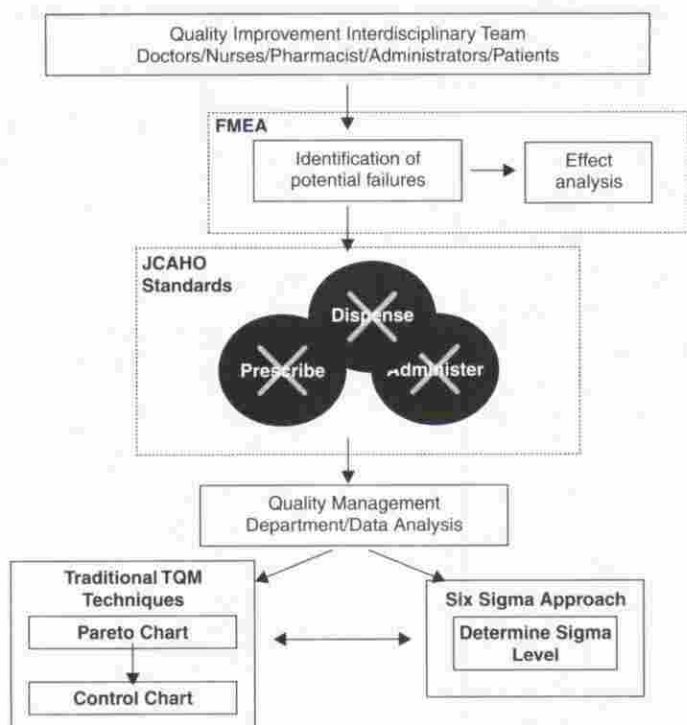 Quality Improvement Interdisciplinary Team
Doctors/Nurses/Pharmacist/Administrators/Patients
FMEA
Identification of
potential failures
Effect
analysis
JCAHO
Standards
Dispense
Prescribe
Administer
Quality Management
Department/Data Analysis
Traditional TQM
Techniques
Pareto Chart
Control Chart
Six Sigma Approach
Determine Sigma
Level